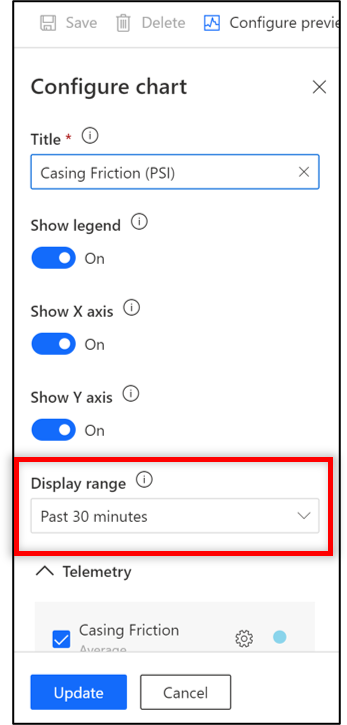 Save Delete Configure previe
Configure chart
Title *
Casing Friction (PSI)
Show legend
On
Show X axis
On
Show Y axis
On
Display range
Past 30 minutes
Telemetry
Casing Friction
Average
Update Cancel